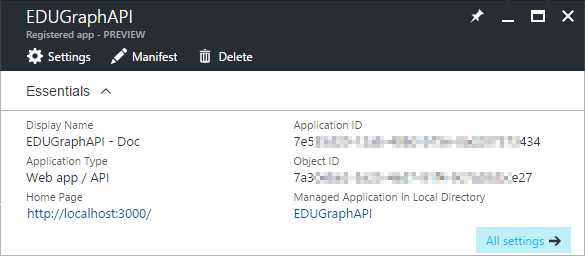 EDUGraphAPI
Registered app - PREVIEW
Settings Manifest Delete
Essentials
Display Name
EDUGraphAPI - Doc
Application Type
Web app / API
Home Page
http://localhost:3000/
Application ID
7e5 434
Object ID
7a3 e27
Managed Application In Local Directory
EDUGraphAPI
All settings